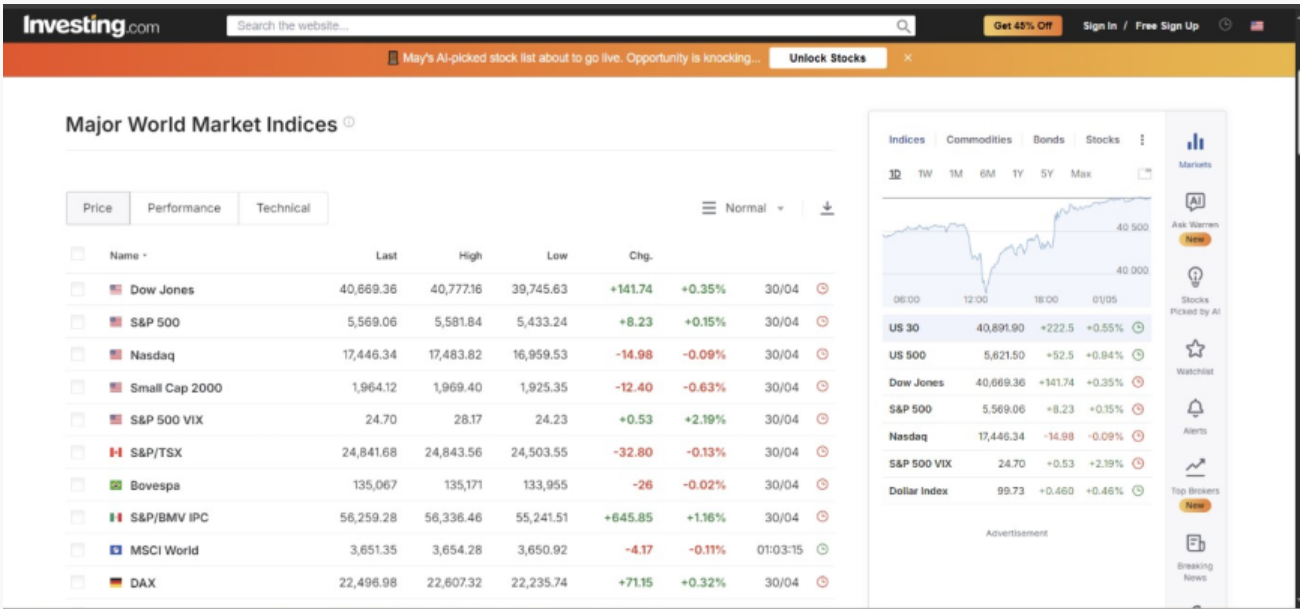 Investing.com Search the website... Get 45% Off Sign In / Free Sign Up
May's AI-picked stock list about to go live. Opportunity is knocking... Unlock Stocks ×
Major World Market Indices
Price Performance Technical Normal
Name Last High Low Chg.
Dow Jones 40,669.36 40,777.16 39,745.63 +141.74 +0.35% 30/04
S&P 500 5,569.06 5,581.84 5,433.24 +8.23 +0.15% 30/04
Nasdaq 17,446.34 17,483.82 16,959.53 -14.98 -0.09% 30/04
Small Cap 2000 1,964.12 1,969.40 1,925.35 -12.40 -0.63% 30/04
S&P 500 VIX 24.70 28.17 24.23 +0.53 +2.19% 30/04
S&P/TSX 24,841.68 24,843.56 24,503.55 -32.80 -0.13% 30/04
Bovespa 135,067 135,171 133,955 -26 -0.02% 30/04
S&P/BMV IPC 56,259.28 56,336.46 55,241.51 +645.85 +1.16% 30/04
MSCI World 3,651.35 3,654.28 3,650.92 -4.17 -0.11% 01:03:15
DAX 22,496.98 22,607.32 22,235.74 +71.15 +0.32% 30/04
Indices Commodities Bonds Stocks
1D 1W 1M 6M 1Y 5Y Max
40 500
40 000
06:00 12:00 18:00 01/05
US 30 40,891.90 +222.5 +0.55%
US 500 5,621.50 +52.5 +0.94%
Dow Jones 40,669.36 +141.74 +0.35%
S&P 500 5,569.06 +8.23 +0.15%
Nasdaq 17,446.34 -14.98 -0.09%
S&P 500 VIX 24.70 +0.53 +2.19%
Dollar Index 99.73 +0.460 +0.46%
Advertisement
Markets
AI
Ask Warren
New
Stocks
Picked by AI
Watchlist
Alerts
Top Brokers
New
Breaking
News